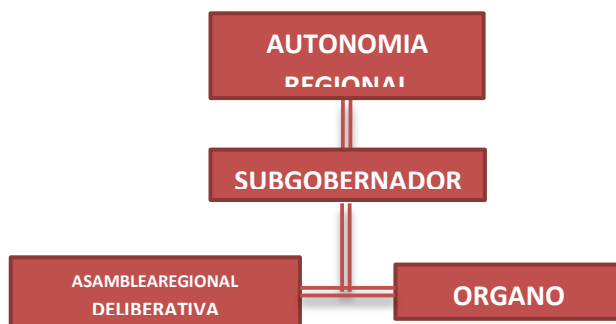 AUTONOMIA
REGIONAL
SUBGOBERNADOR
ASAMBLEAREGIONAL
DELIBERATIVA
ORGANO